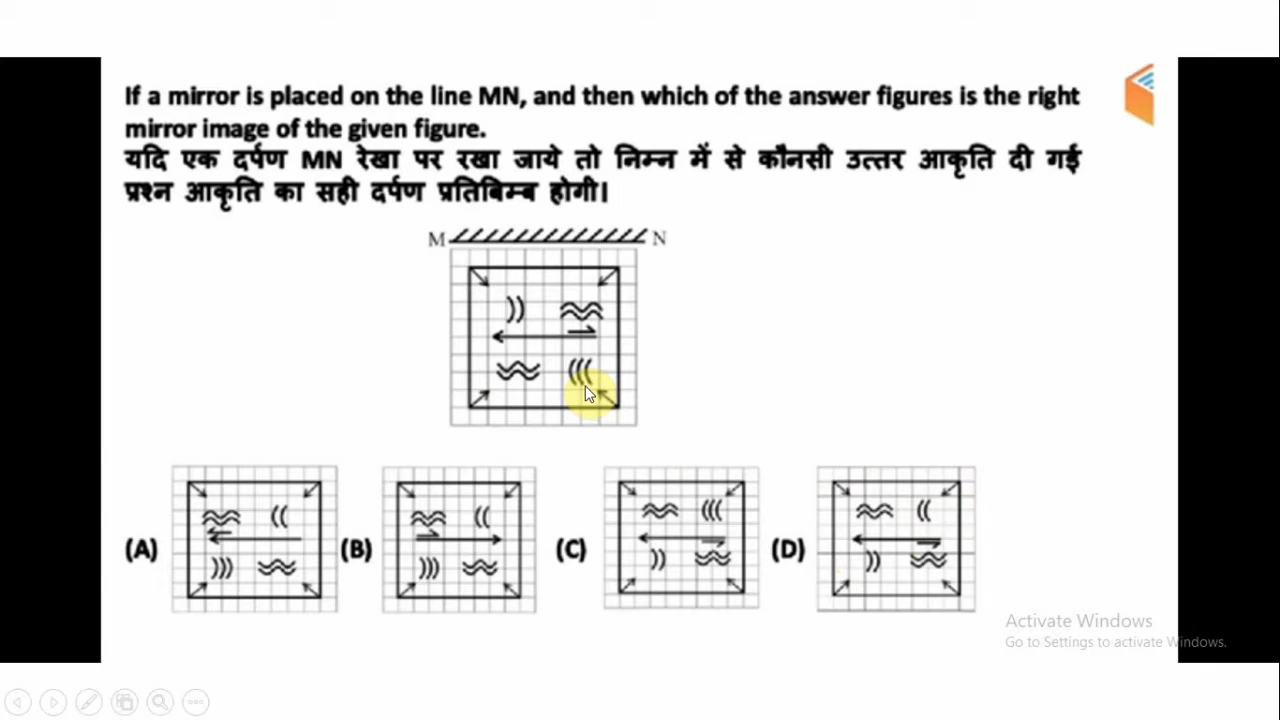 If a mirror is placed on the line MN, and then which of the answer figures is the right
mirror image of the given figure.
यदि एक दर्पण MN रेखा पर रखा जाये तो निम्न में से कौनसी उत्तर आकृति दी गई
प्रश्न आकृति का सही दर्पण प्रतिबिम्ब होगी।
M N
(A) (B) (C) (D)
Activate Windows
Go to Settings to activate Windows.